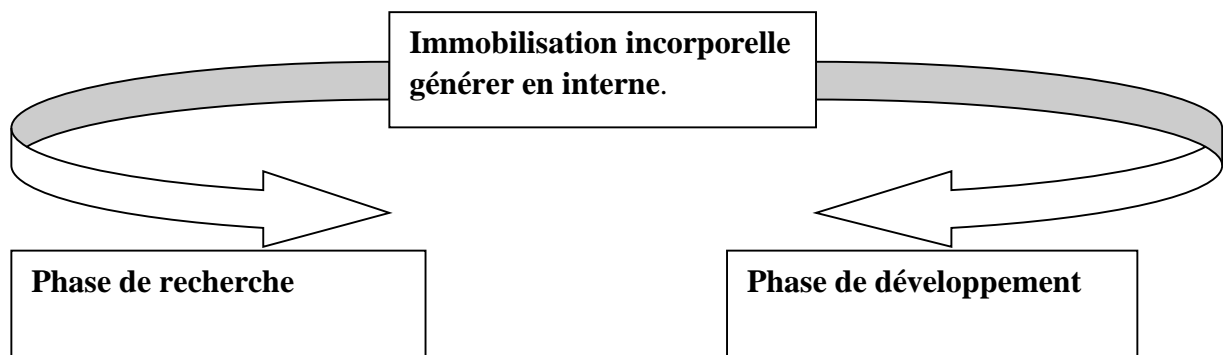 Immobilisation incorporelle
générer en interne.
Phase de recherche
Phase de développement